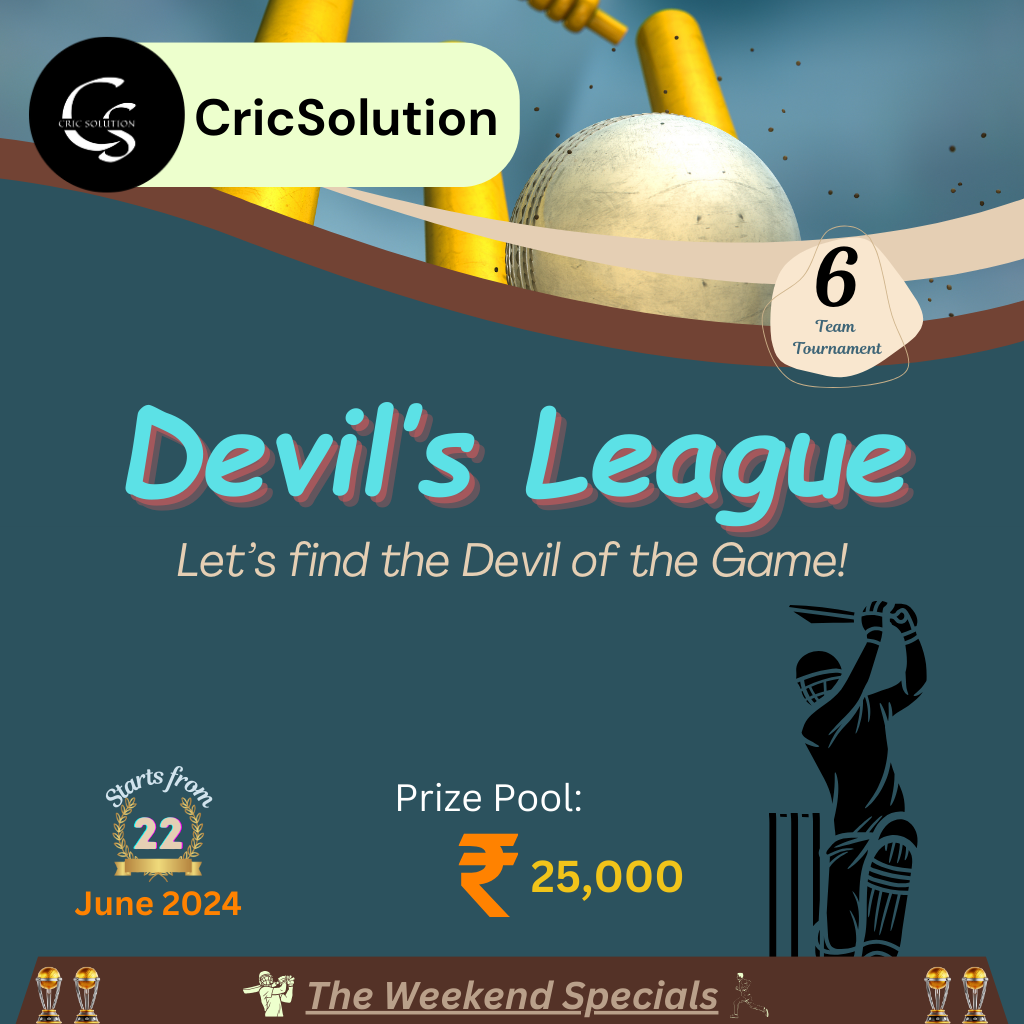 CS
CRIC SOLUTION
CricSolution
6
Team
Tournament
Devil's League
Let's find the Devil of the Game!
Starts from
22
June 2024
Prize Pool:
₹ 25,000
The Weekend Specials